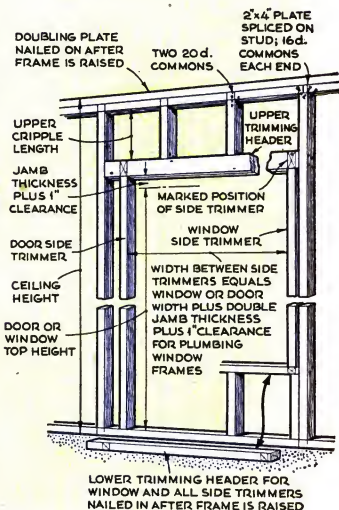 DOUBLING PLATE
NAILED ON AFTER
FRAME IS RAISED
TWO 20 d.
COMMONS
2"x4" PLATE
SPLICED ON
STUD; 16d.
COMMONS
EACH END
UPPER
CRIPPLE
LENGTH
UPPER
TRIMMING
HEADER
JAMB
THICKNESS
PLUS 1"
CLEARANCE
MARKED POSITION
OF SIDE TRIMMER
DOOR SIDE
TRIMMER
WINDOW
SIDE TRIMMER
CEILING
HEIGHT
WIDTH BETWEEN SIDE
TRIMMERS EQUALS
WINDOW OR DOOR
WIDTH PLUS DOUBLE
JAMB THICKNESS
PLUS 1" CLEARANCE
FOR PLUMBING
WINDOW
FRAMES
DOOR OR
WINDOW
TOP HEIGHT
LOWER TRIMMING HEADER FOR
WINDOW AND ALL SIDE TRIMMERS
NAILED IN AFTER FRAME IS RAISED